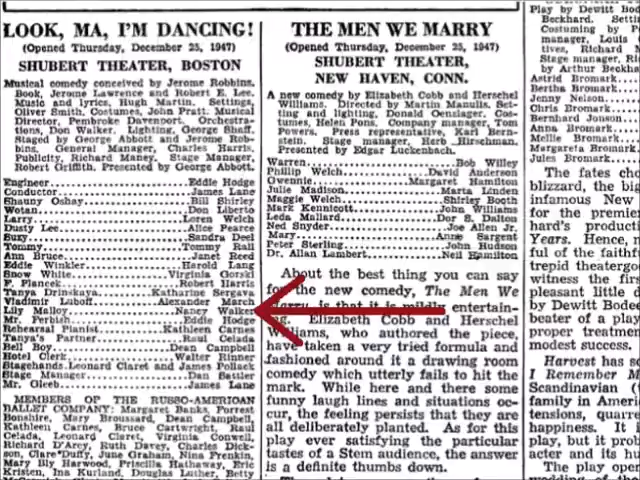 LOOK, MA, I'M DANCING!
(Opened Thursday, December 25, 1947)
SHUBERT THEATER, BOSTON
Musical comedy conceived by Jerome Robbins.
Book, Jerome Lawrence and Robert E. Lee.
Music and lyrics, Hugh Martin. Settings,
Oliver Smith. Costumes, John Pratt. Musical
Director, Pembroke Davenport. Orchestra-
tions, Don Walker. Lighting, George Shaff.
Staged by George Abbott and Jerome Rob-
bins. General Manager, Charles Harris.
Publicity, Richard Maney. Stage Manager,
Robert Griffith. Presented by George Abbott.
Engineer Eddie Hodge
Conductor James Lane
Shauny Oshay Bill Shirley
Wotan Don Liberto
Larry Loren Welch
Dusty Lee Alice Pearce
Suzy Sandra Deel
Tommy Tommy Rall
Ann Bruce Janet Reed
Eddie Winkler Harold Lang
Snow White Virginia Gorski
F. Plancek Robert Harris
Tanya Drinskaya Katharine Sergava
Vladimir Luboff Alexander March
Lily Malloy Nancy Walker
Mr. Ferbish Eddie Hodge
Rehearsal Pianist Kathleen Carnes
Tanya's Partner Raul Celada
Bell Boy Dean Campbell
Hotel Clerk Walter Rinner
Stagehands Leonard Claret and James Pollack
Stage Manager Dan Sattler
Mr. Gleeb James Lane
MEMBERS OF THE RUSSO-AMERICAN
BALLET COMPANY: Margaret Banks, Forrest
Bonshire, Mary Broussard, Dean Campbell,
Kathleen Carnes, Bruce Cartwright, Raul
Celada, Leonard Claret, Virginia Conwell,
Richard D'Arcy, Ruth Davey, Charles Dick-
son, Clare Duffy, June Graham, Nina Frenkin,
Mary Bly Harwood, Priscilla Hathaway, Eric
Kristen, Ina Kurland, Douglas Luther, Betty
THE MEN WE MARRY
(Opened Thursday, December 25, 1947)
SHUBERT THEATER,
NEW HAVEN, CONN.
A new comedy by Elizabeth Cobb and Herschel
Williams. Directed by Martin Manulis. Set-
ting and lighting, Donald Oenslager. Cos-
tumes, Helen Pons. Company manager, Tom
Powers. Press representative, Karl Bern-
stein. Stage manager, Herb Hirschman.
Presented by Edgar Luckenbach.
Warren Bob Willey
Phillip Welch David Anderson
Gwennie Margaret Hamilton
Julie Madison Marta Linden
Maggie Welch Shirley Booth
Mark Kennicott John Williams
Leda Mallard Dor S. Dalton
Ned Snyder Joe Allen Jr.
Mary Anne Sargent
Peter Sterling John Hudson
Dr. Allan Lambert Neil Hamilton
About the best thing you can say
for the new comedy, The Men We
Marry, is that it is mildly entertain-
ing. Elizabeth Cobb and Herschel
Williams, who authored the piece,
have taken a very tried formula and
fashioned around it a drawing room
comedy which utterly fails to hit the
mark. While here and there some
funny laugh lines and situations oc-
cur, the feeling persists that they are
all deliberately planted. As for this
play ever satisfying the particular
tastes of a Stem audience, the answer
is a definite thumbs down.
Play by Dewitt Bod
Beckhard. Settin
Costuming by P
manager, Louis
tives, Richard
Stage manager, Ri
by Arthur Beckha
Astrid Bromark
Bertha Bromark
Jenny Nelson
Chris Bromark
Bernhard Jonson
Anna Bromark
Mellie Bromark
Margareta Bromark
Jules Bromark
The fates cho
blizzard, the big
infamous New
for the premier
hard's producti
Years. Hence, r
ful of the faithf
trepid theatergo
witness the firs
pleasant little d
by Dewitt Bodee
beater of a play
proper treatmen
modest success.
Harvest has s
I Remember M
Scandinavian (
family in Amer
tensions, quarr
happiness. It i
play, but it prob
actor and its hu